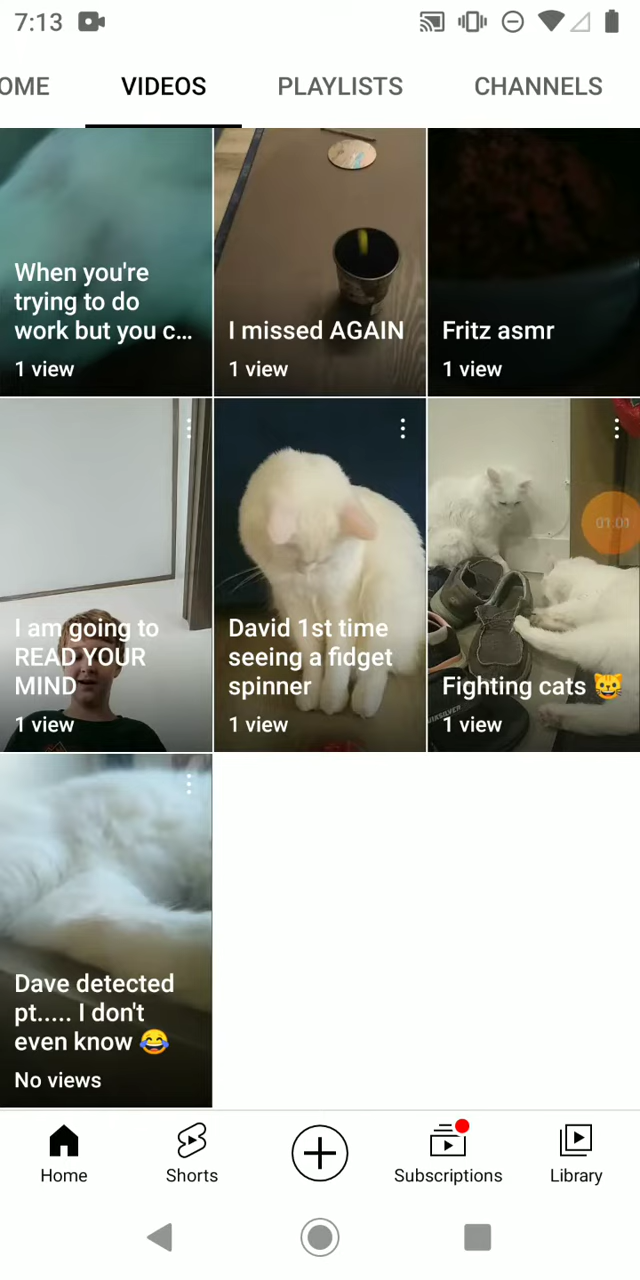 7:13
OME VIDEOS PLAYLISTS CHANNELS
When you're
trying to do
work but you c...
1 view
I missed AGAIN
1 view
Fritz asmr
1 view
I am going to
READ YOUR
MIND
1 view
David 1st time
seeing a fidget
spinner
1 view
01:01
Fighting cats 😺
1 view
QUIKSILVER
Dave detected
pt..... I don't
even know 😂
No views
Home Shorts Subscriptions Library